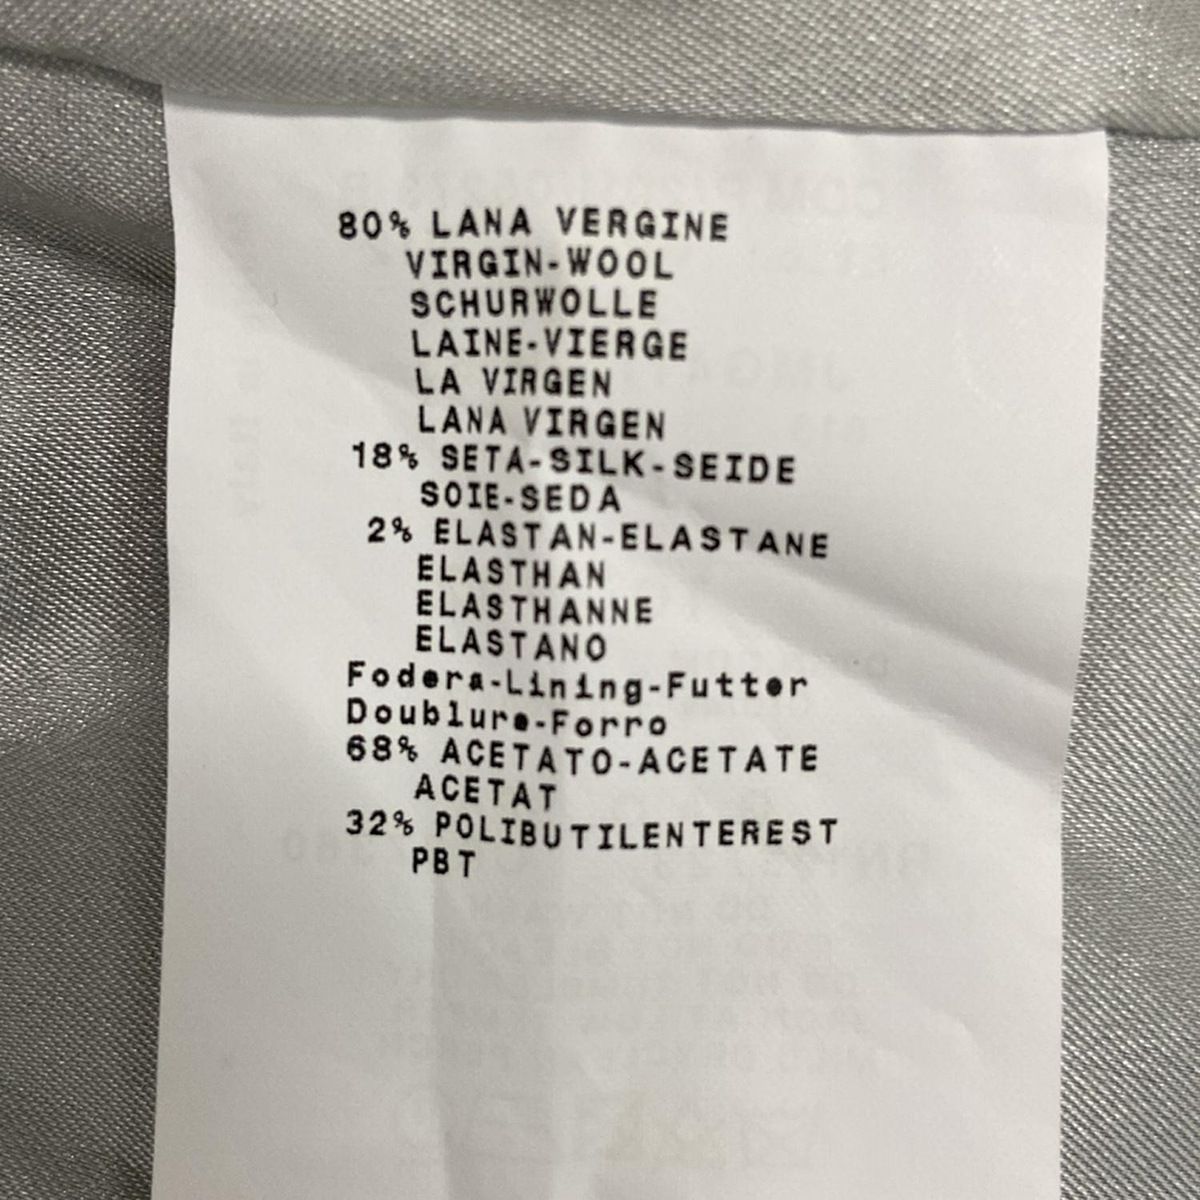 80% LANA VERGINE
VIRGIN-WOOL
SCHURWOLLE
LAINE-VIERGE
LA VIRGEN
LANA VIRGEN
18% SETA-SILK-SEIDE
SOIE-SEDA
2% ELASTAN-ELASTANE
ELASTHAN
ELASTHANNE
ELASTANO
Fodera-Lining-Futter
Doublure-Forro
68% ACETATO-ACETATE
ACETAT
32% POLIBUTILENTEREST
PBT